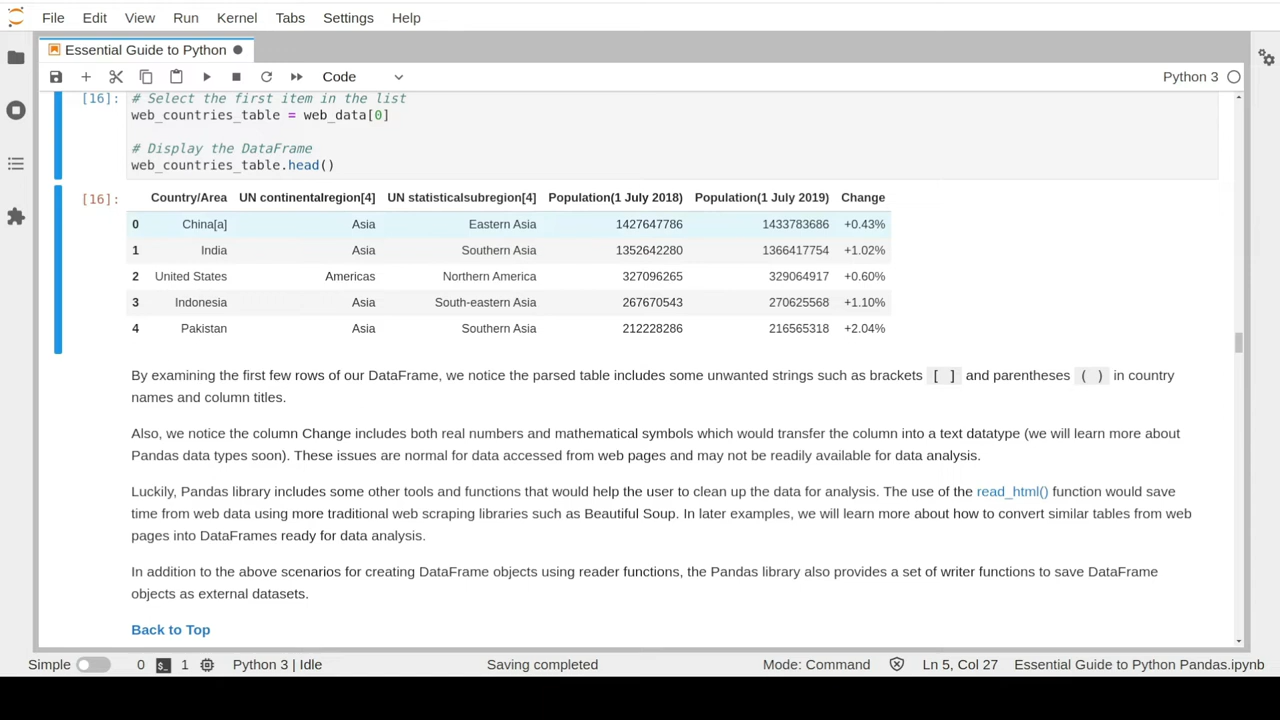 File Edit View Run Kernel Tabs Settings Help
Essential Guide to Python
Code
Python 3
[16]: # Select the first item in the list
web_countries_table = web_data[0]
# Display the DataFrame
web_countries_table.head()
[16]: Country/Area UN continentalregion[4] UN statisticalsubregion[4] Population(1 July 2018) Population(1 July 2019) Change
0 China[a] Asia Eastern Asia 1427647786 1433783686 +0.43%
1 India Asia Southern Asia 1352642280 1366417754 +1.02%
2 United States Americas Northern America 327096265 329064917 +0.60%
3 Indonesia Asia South-eastern Asia 267670543 270625568 +1.10%
4 Pakistan Asia Southern Asia 212228286 216565318 +2.04%
By examining the first few rows of our DataFrame, we notice the parsed table includes some unwanted strings such as brackets [ ] and parentheses ( ) in country
names and column titles.
Also, we notice the column Change includes both real numbers and mathematical symbols which would transfer the column into a text datatype (we will learn more about
Pandas data types soon). These issues are normal for data accessed from web pages and may not be readily available for data analysis.
Luckily, Pandas library includes some other tools and functions that would help the user to clean up the data for analysis. The use of the read_html() function would save
time from web data using more traditional web scraping libraries such as Beautiful Soup. In later examples, we will learn more about how to convert similar tables from web
pages into DataFrames ready for data analysis.
In addition to the above scenarios for creating DataFrame objects using reader functions, the Pandas library also provides a set of writer functions to save DataFrame
objects as external datasets.
Back to Top
Simple 0 $_ 1 Python 3 | Idle Saving completed Mode: Command Ln 5, Col 27 Essential Guide to Python Pandas.ipynb